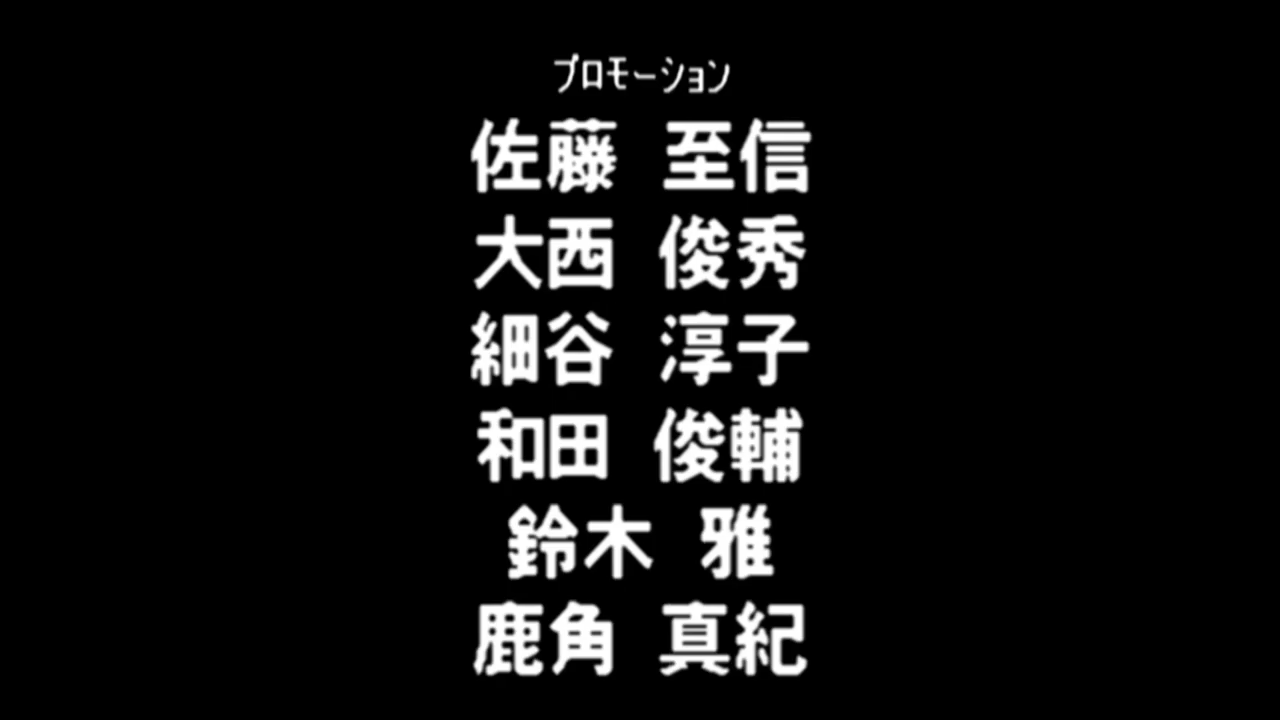 プロモーション
佐藤 至信
大西 俊秀
細谷 淳子
和田 俊輔
鈴木 雅
鹿角 真紀